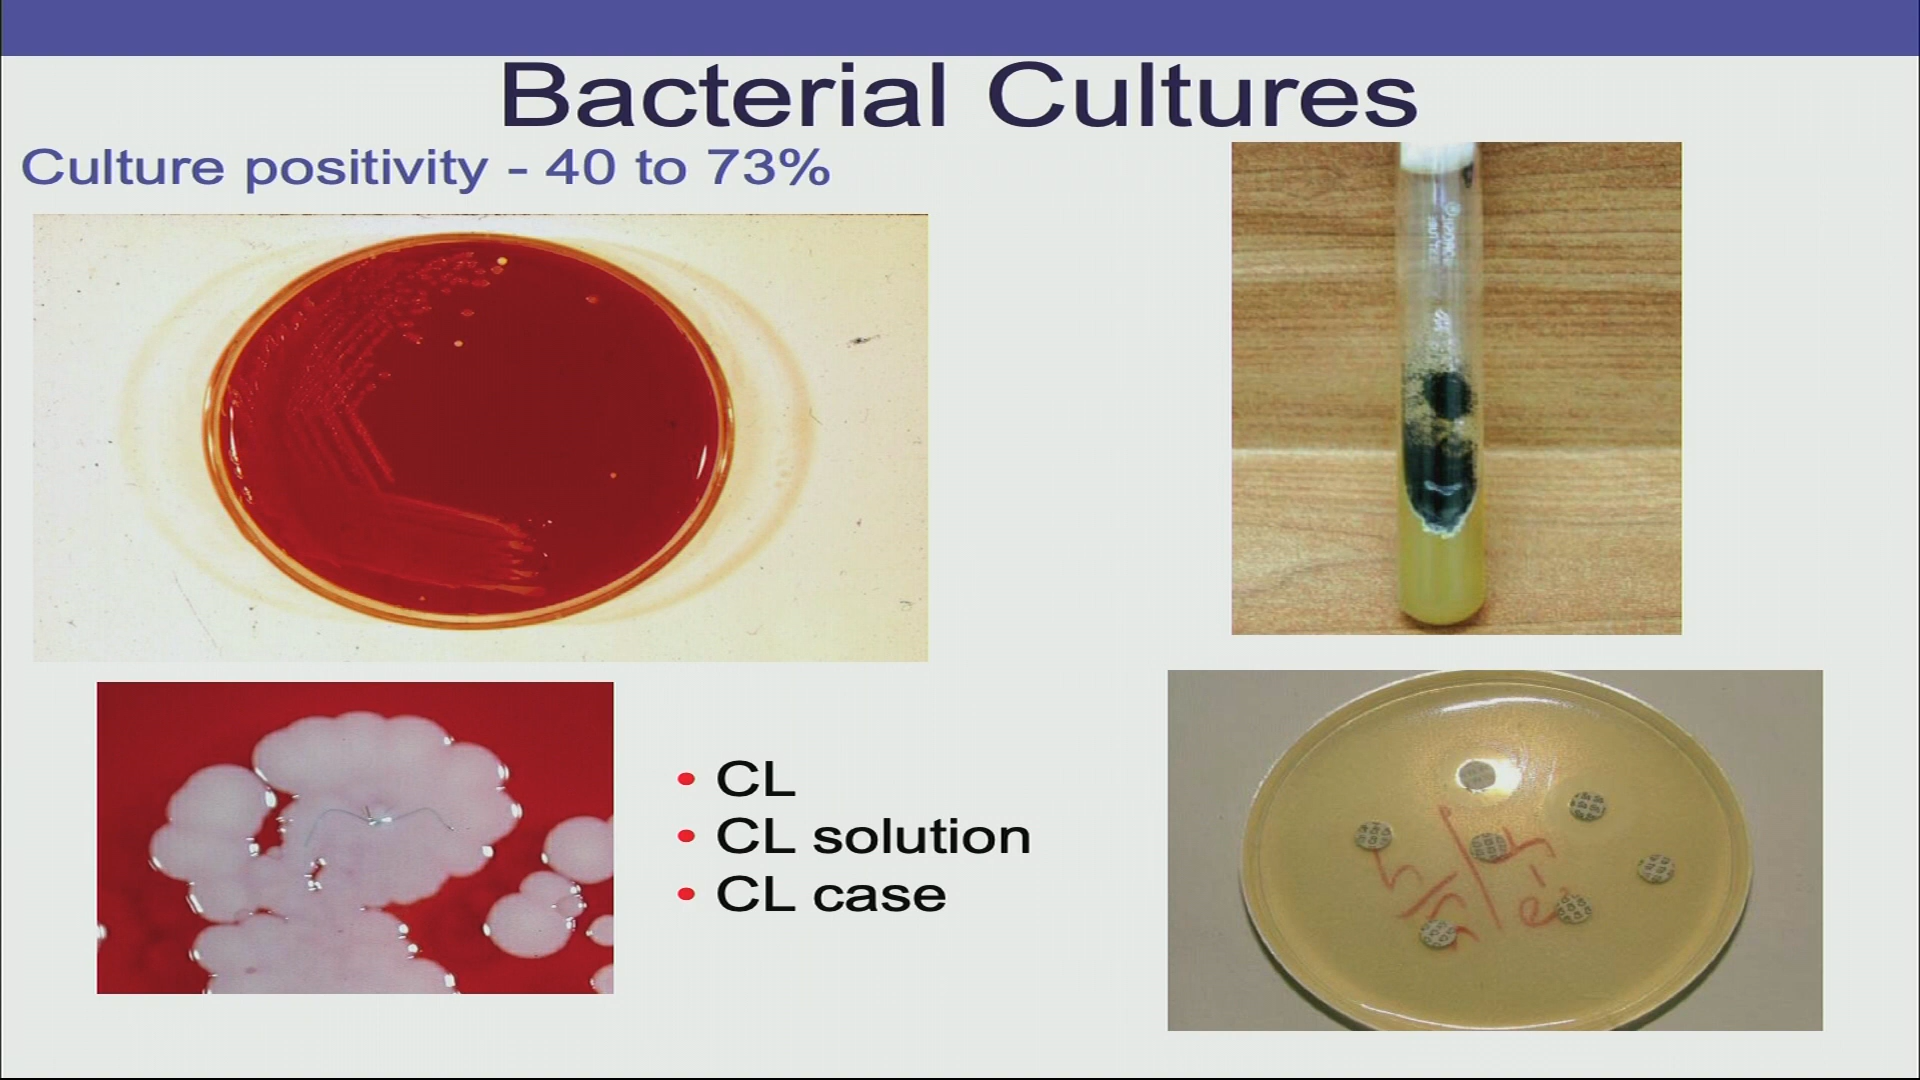 Bacterial Cultures
Culture positivity - 40 to 73%
• CL
• CL solution
• CL case